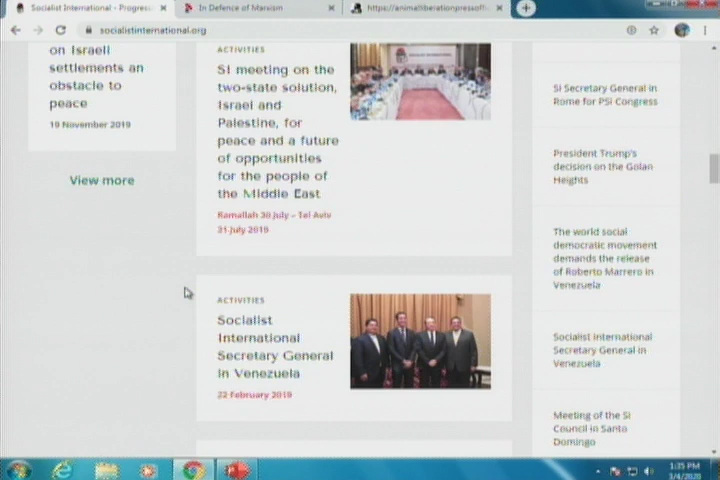 Socialist International - Progress
In Defence of Marxism
https://animalliberationpressoffi
socialistinternational.org
on Israeli
settlements an
obstacle to
peace
19 November 2019
View more
ACTIVITIES
SI meeting on the
two-state solution,
Israel and
Palestine, for
peace and a future
of opportunities
for the people of
the Middle East
Ramallah 30 July – Tel Aviv
31 July 2019
ACTIVITIES
Socialist
International
Secretary General
in Venezuela
22 February 2019
SI Secretary General in
Rome for PSI Congress
President Trump's
decision on the Golan
Heights
The world social
democratic movement
demands the release
of Roberto Marrero in
Venezuela
Socialist International
Secretary General in
Venezuela
Meeting of the SI
Council in Santo
Domingo
1:35 PM
3/4/2020